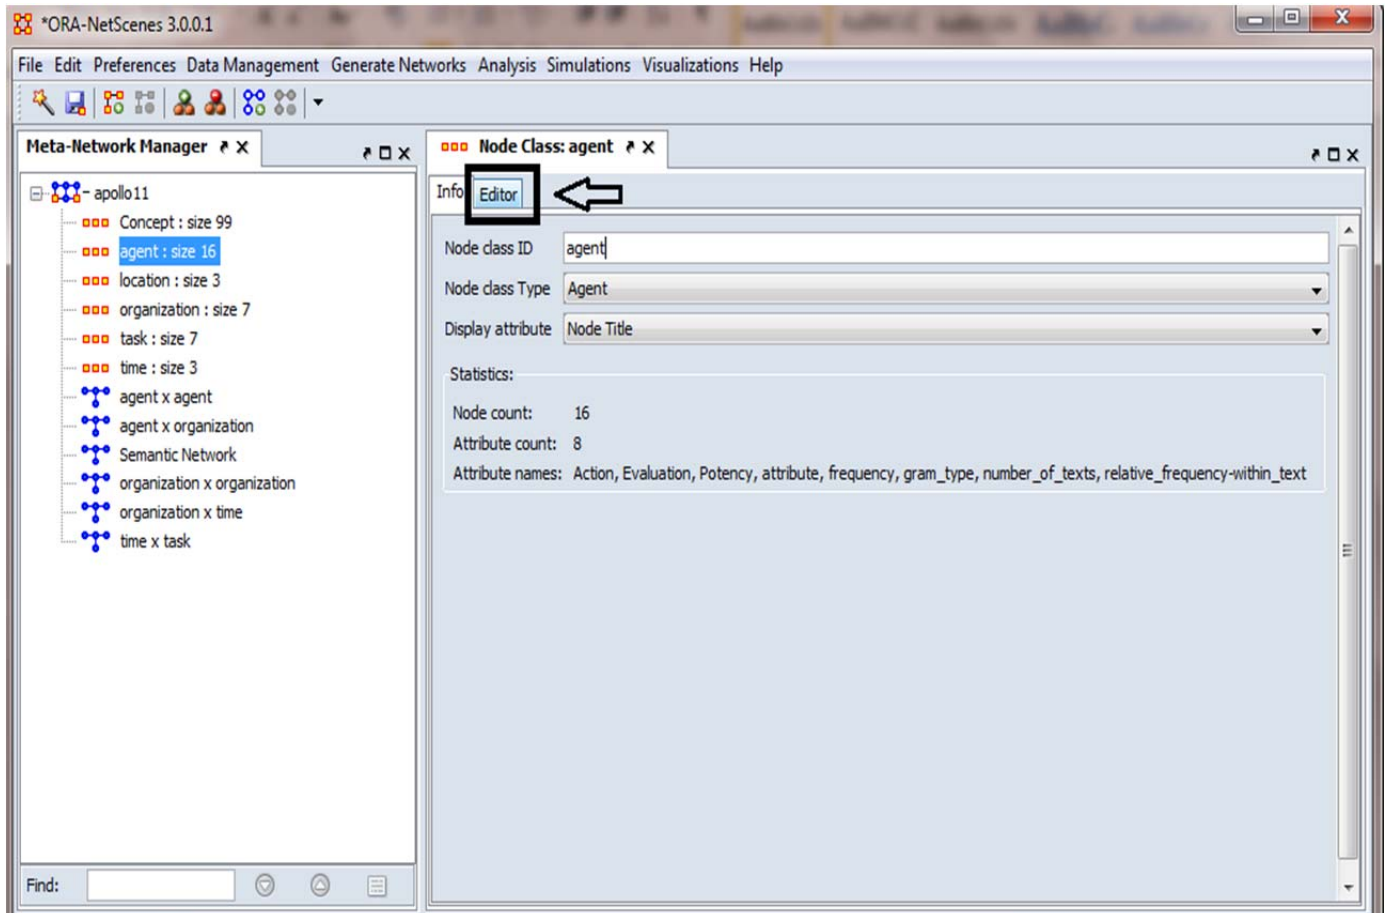 *ORA-NetScenes 3.0.0.1
File Edit Preferences Data Management Generate Networks Analysis Simulations Visualizations Help
Meta-Network Manager
apollo11
Concept : size 99
agent : size 16
location : size 3
organization : size 7
task : size 7
time : size 3
agent x agent
agent x organization
Semantic Network
organization x organization
organization x time
time x task
Find:
Node Class: agent
Info Editor
Node class ID agent
Node class Type Agent
Display attribute Node Title
Statistics:
Node count: 16
Attribute count: 8
Attribute names: Action, Evaluation, Potency, attribute, frequency, gram_type, number_of_texts, relative_frequency-within_text